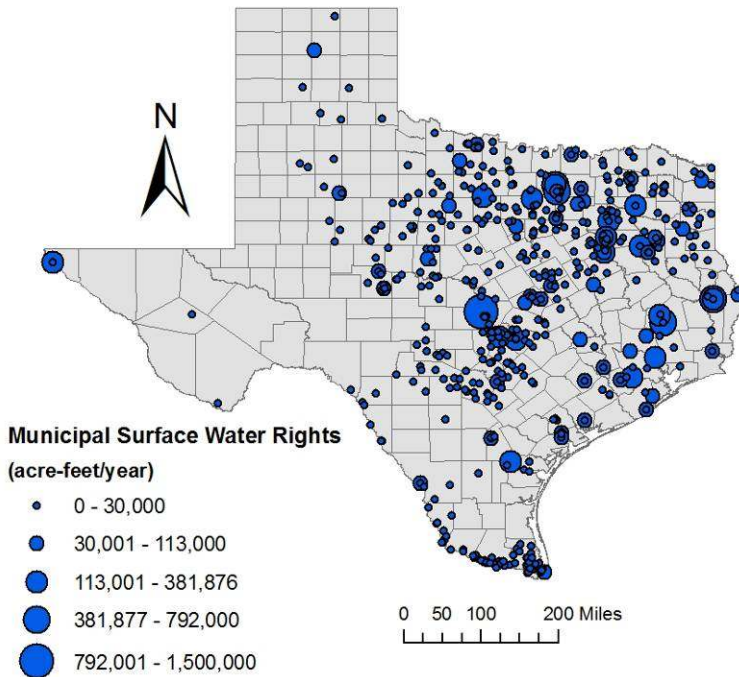 N
Municipal Surface Water Rights
(acre-feet/year)
0 - 30,000
30,001 - 113,000
113,001 - 381,876
381,877 - 792,000
792,001 - 1,500,000
0 50 100 200 Miles